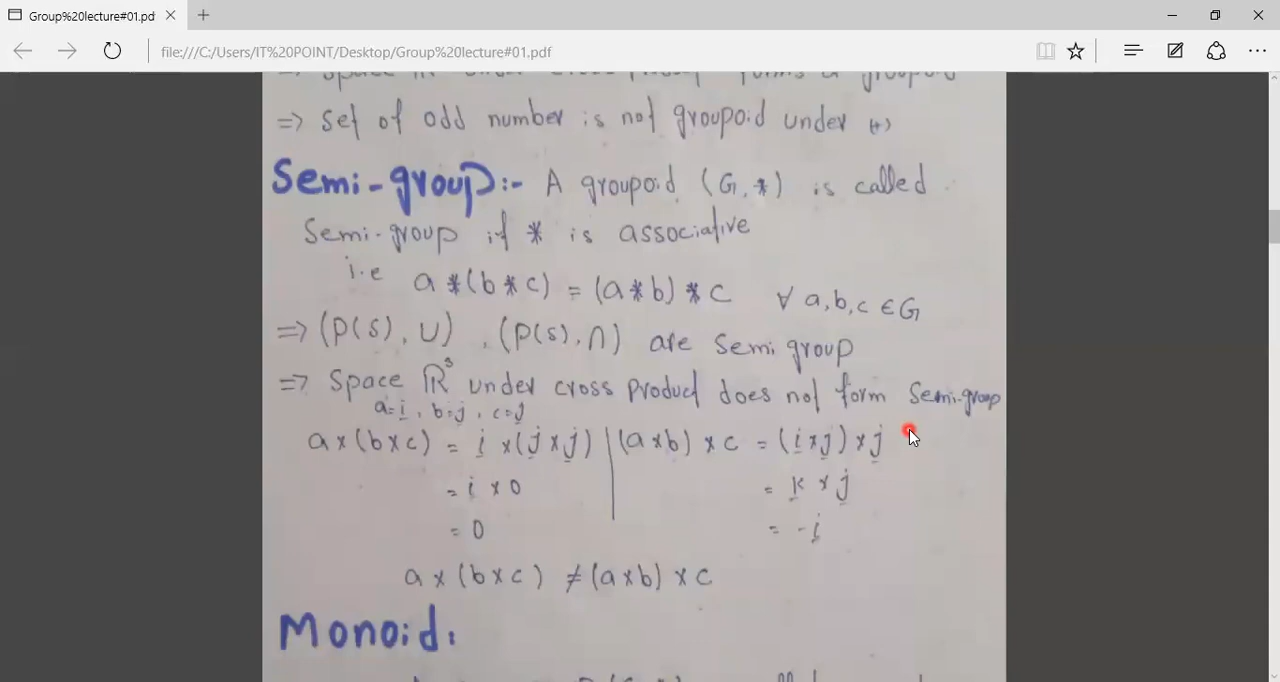 Group%20lecture#01.pd
file:///C:/Users/IT%20POINT/Desktop/Group%20lecture#01.pdf
=> set of odd number is not groupoid under (+)
Semi-group:- A groupoid (G,*) is called
Semi-group if * is associative
i.e a*(b*c) = (a*b)*c ∀ a,b,c ∈ G
=> (P(S), ∪) , (P(S), ∩) are semi group
=> Space ℝ³ under cross product does not form Semi-group
a=i, b=j, c=j
a×(b×c) = i×(j×j) | (a×b)×c = (i×j)×j
= i × 0 = k × j
= 0 = -i
a×(b×c) ≠ (a×b)×c
Monoid: